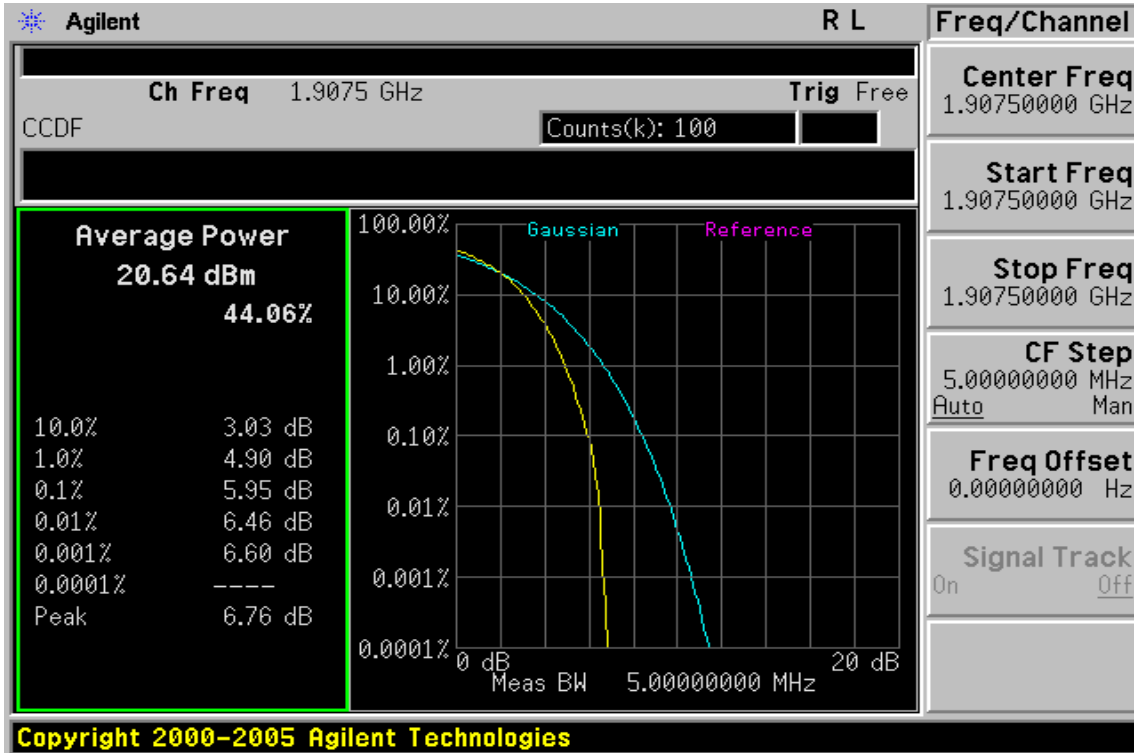 Agilent R L
Ch Freq 1.9075 GHz Trig Free
CCDF Counts(k): 100
Average Power
20.64 dBm
44.06%
10.0% 3.03 dB
1.0% 4.90 dB
0.1% 5.95 dB
0.01% 6.46 dB
0.001% 6.60 dB
0.0001% ----
Peak 6.76 dB
Gaussian Reference
100.00%
10.00%
1.00%
0.10%
0.01%
0.001%
0.0001%
0 dB 20 dB
Meas BW 5.00000000 MHz
Freq/Channel
Center Freq
1.90750000 GHz
Start Freq
1.90750000 GHz
Stop Freq
1.90750000 GHz
CF Step
5.00000000 MHz
Auto Man
Freq Offset
0.00000000 Hz
Signal Track
On Off
Copyright 2000-2005 Agilent Technologies